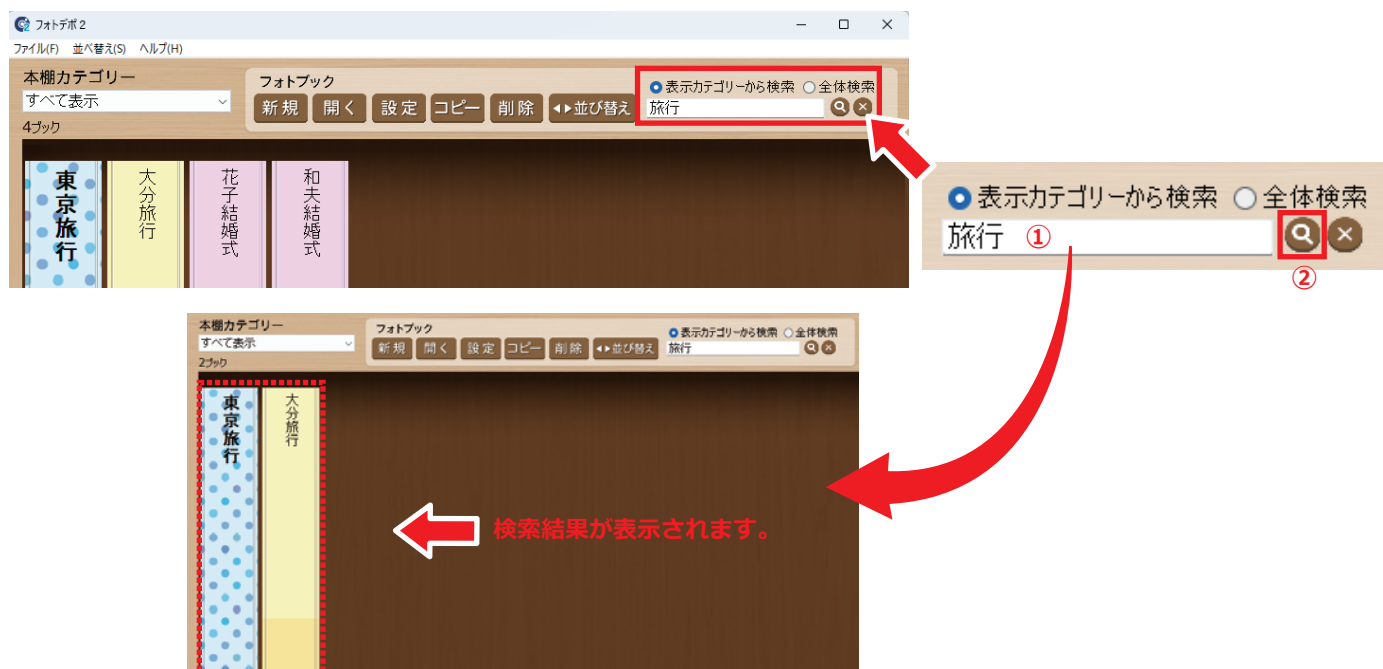 フォトデポ２
ファイル(F) 並べ替え(S) ヘルプ(H)
本棚カテゴリー
すべて表示
4ブック
フォトブック
新規 開く 設定 コピー 削除 並び替え
表示カテゴリーから検索 全体検索
旅行
東京旅行
大分旅行
花子結婚式
和夫結婚式
表示カテゴリーから検索 全体検索
旅行 ①
②
本棚カテゴリー
すべて表示
2ブック
フォトブック
新規 開く 設定 コピー 削除 並び替え
表示カテゴリーから検索 全体検索
旅行
東京旅行
大分旅行
検索結果が表示されます。